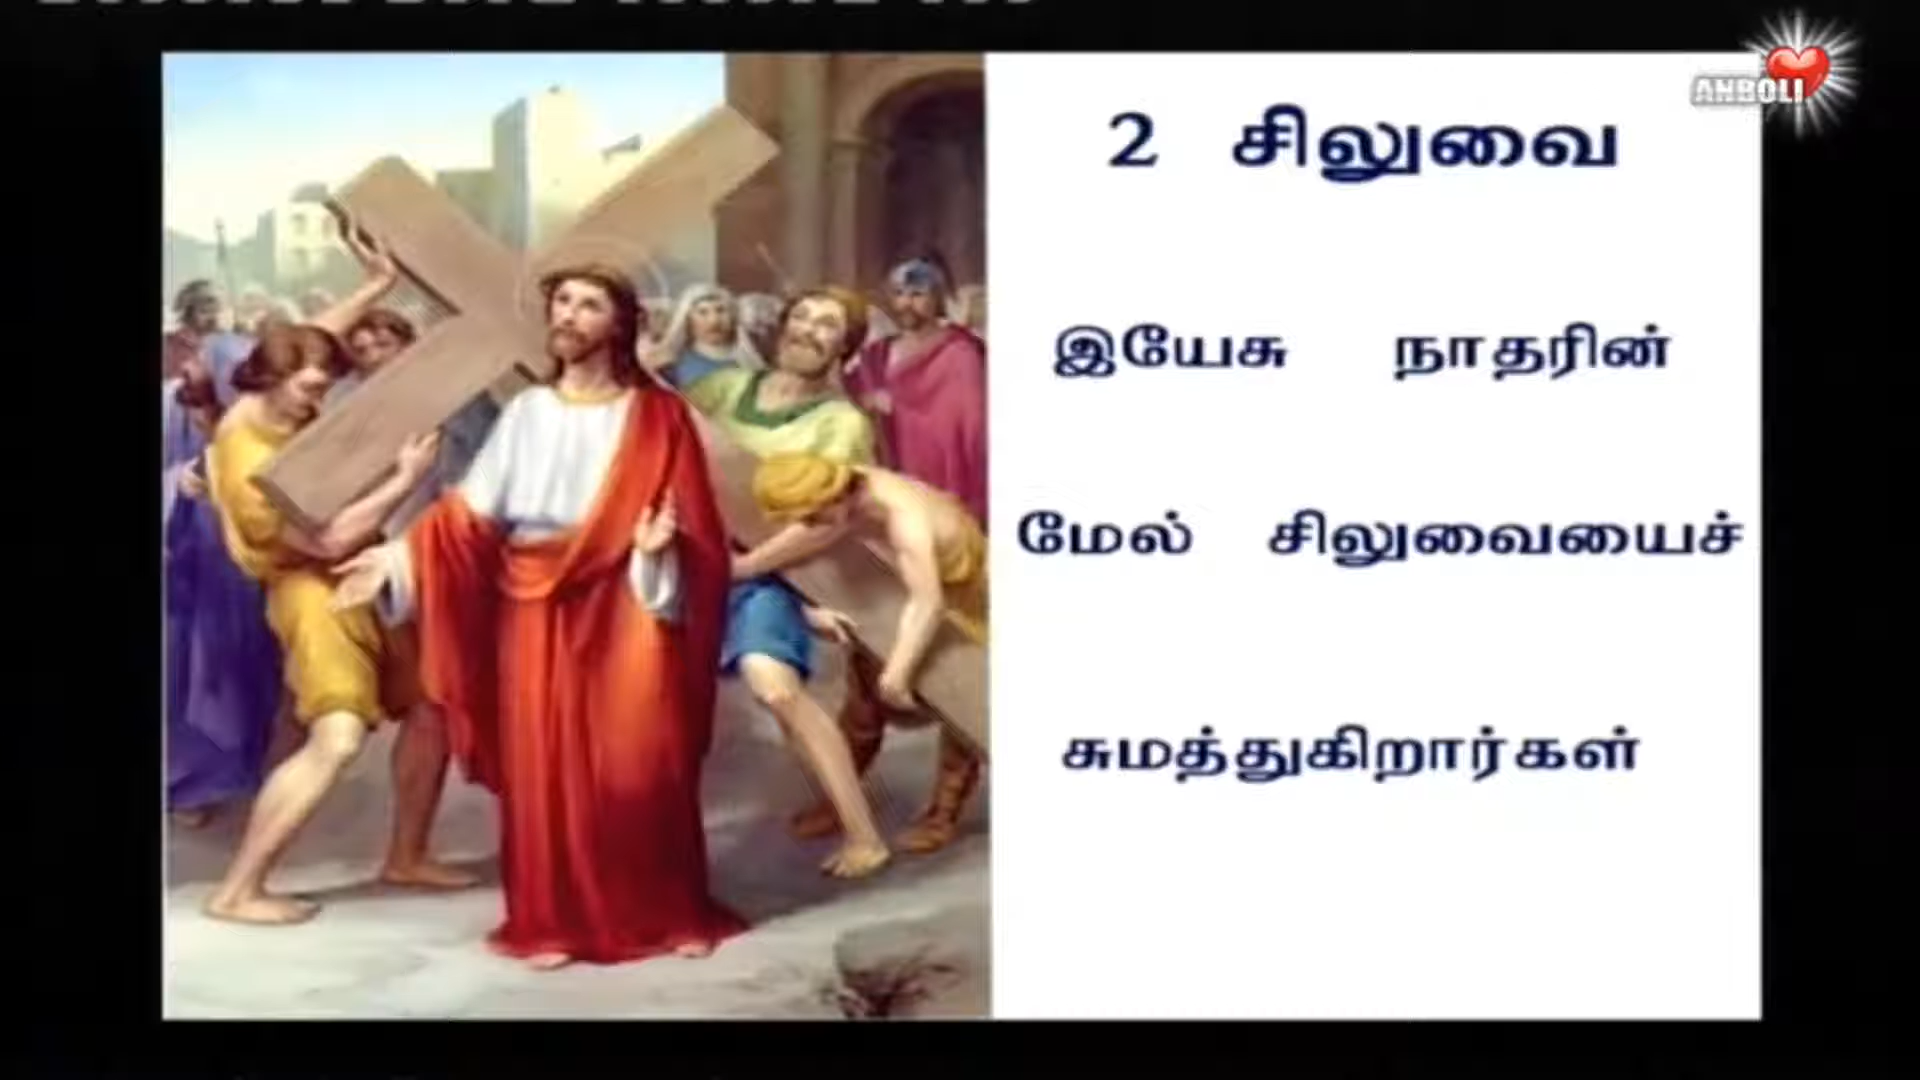 ANBOLI
2 சிலுவை
இயேசு நாதரின்
மேல் சிலுவையைச்
சுமத்துகிறார்கள்